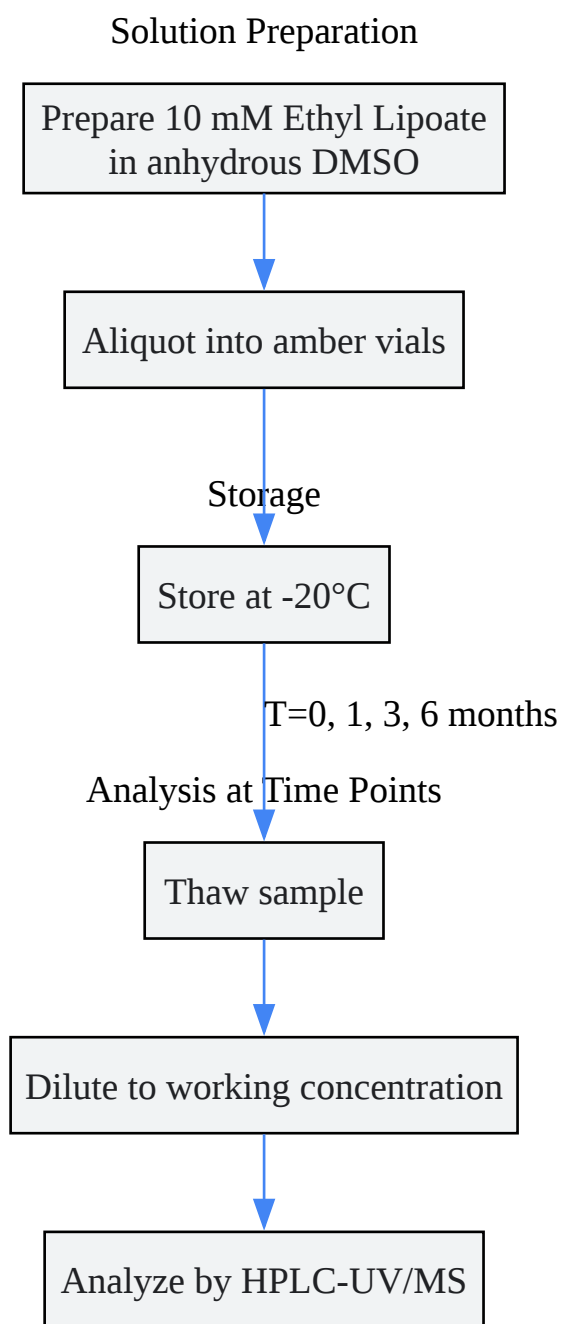 Solution Preparation
Prepare 10 mM Ethyl Lipoate
in anhydrous DMSO
Aliquot into amber vials
Storage
Store at -20°C
T=0, 1, 3, 6 months
Analysis at Time Points
Thaw sample
Dilute to working concentration
Analyze by HPLC-UV/MS